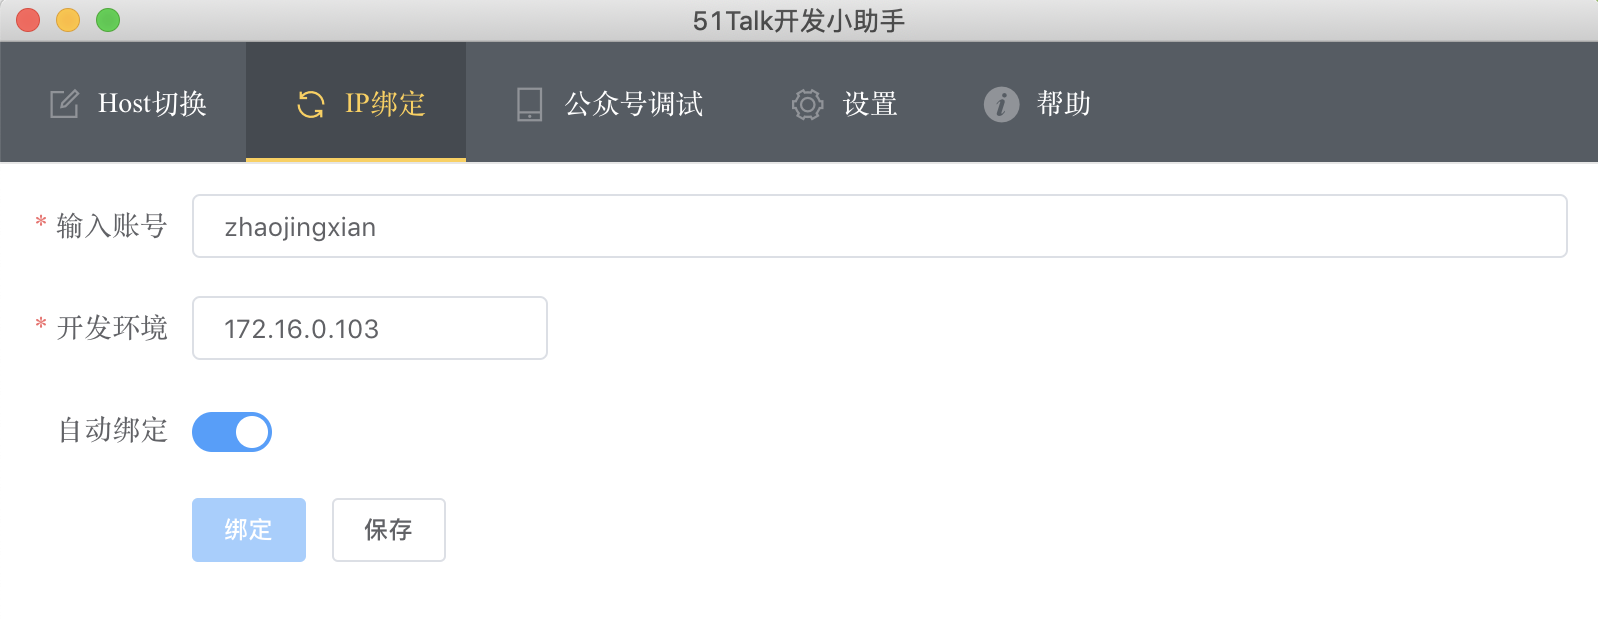 51Talk开发小助手
Host切换 IP绑定 公众号调试 设置 帮助
* 输入账号 zhaojingxian
* 开发环境 172.16.0.103
自动绑定
绑定 保存